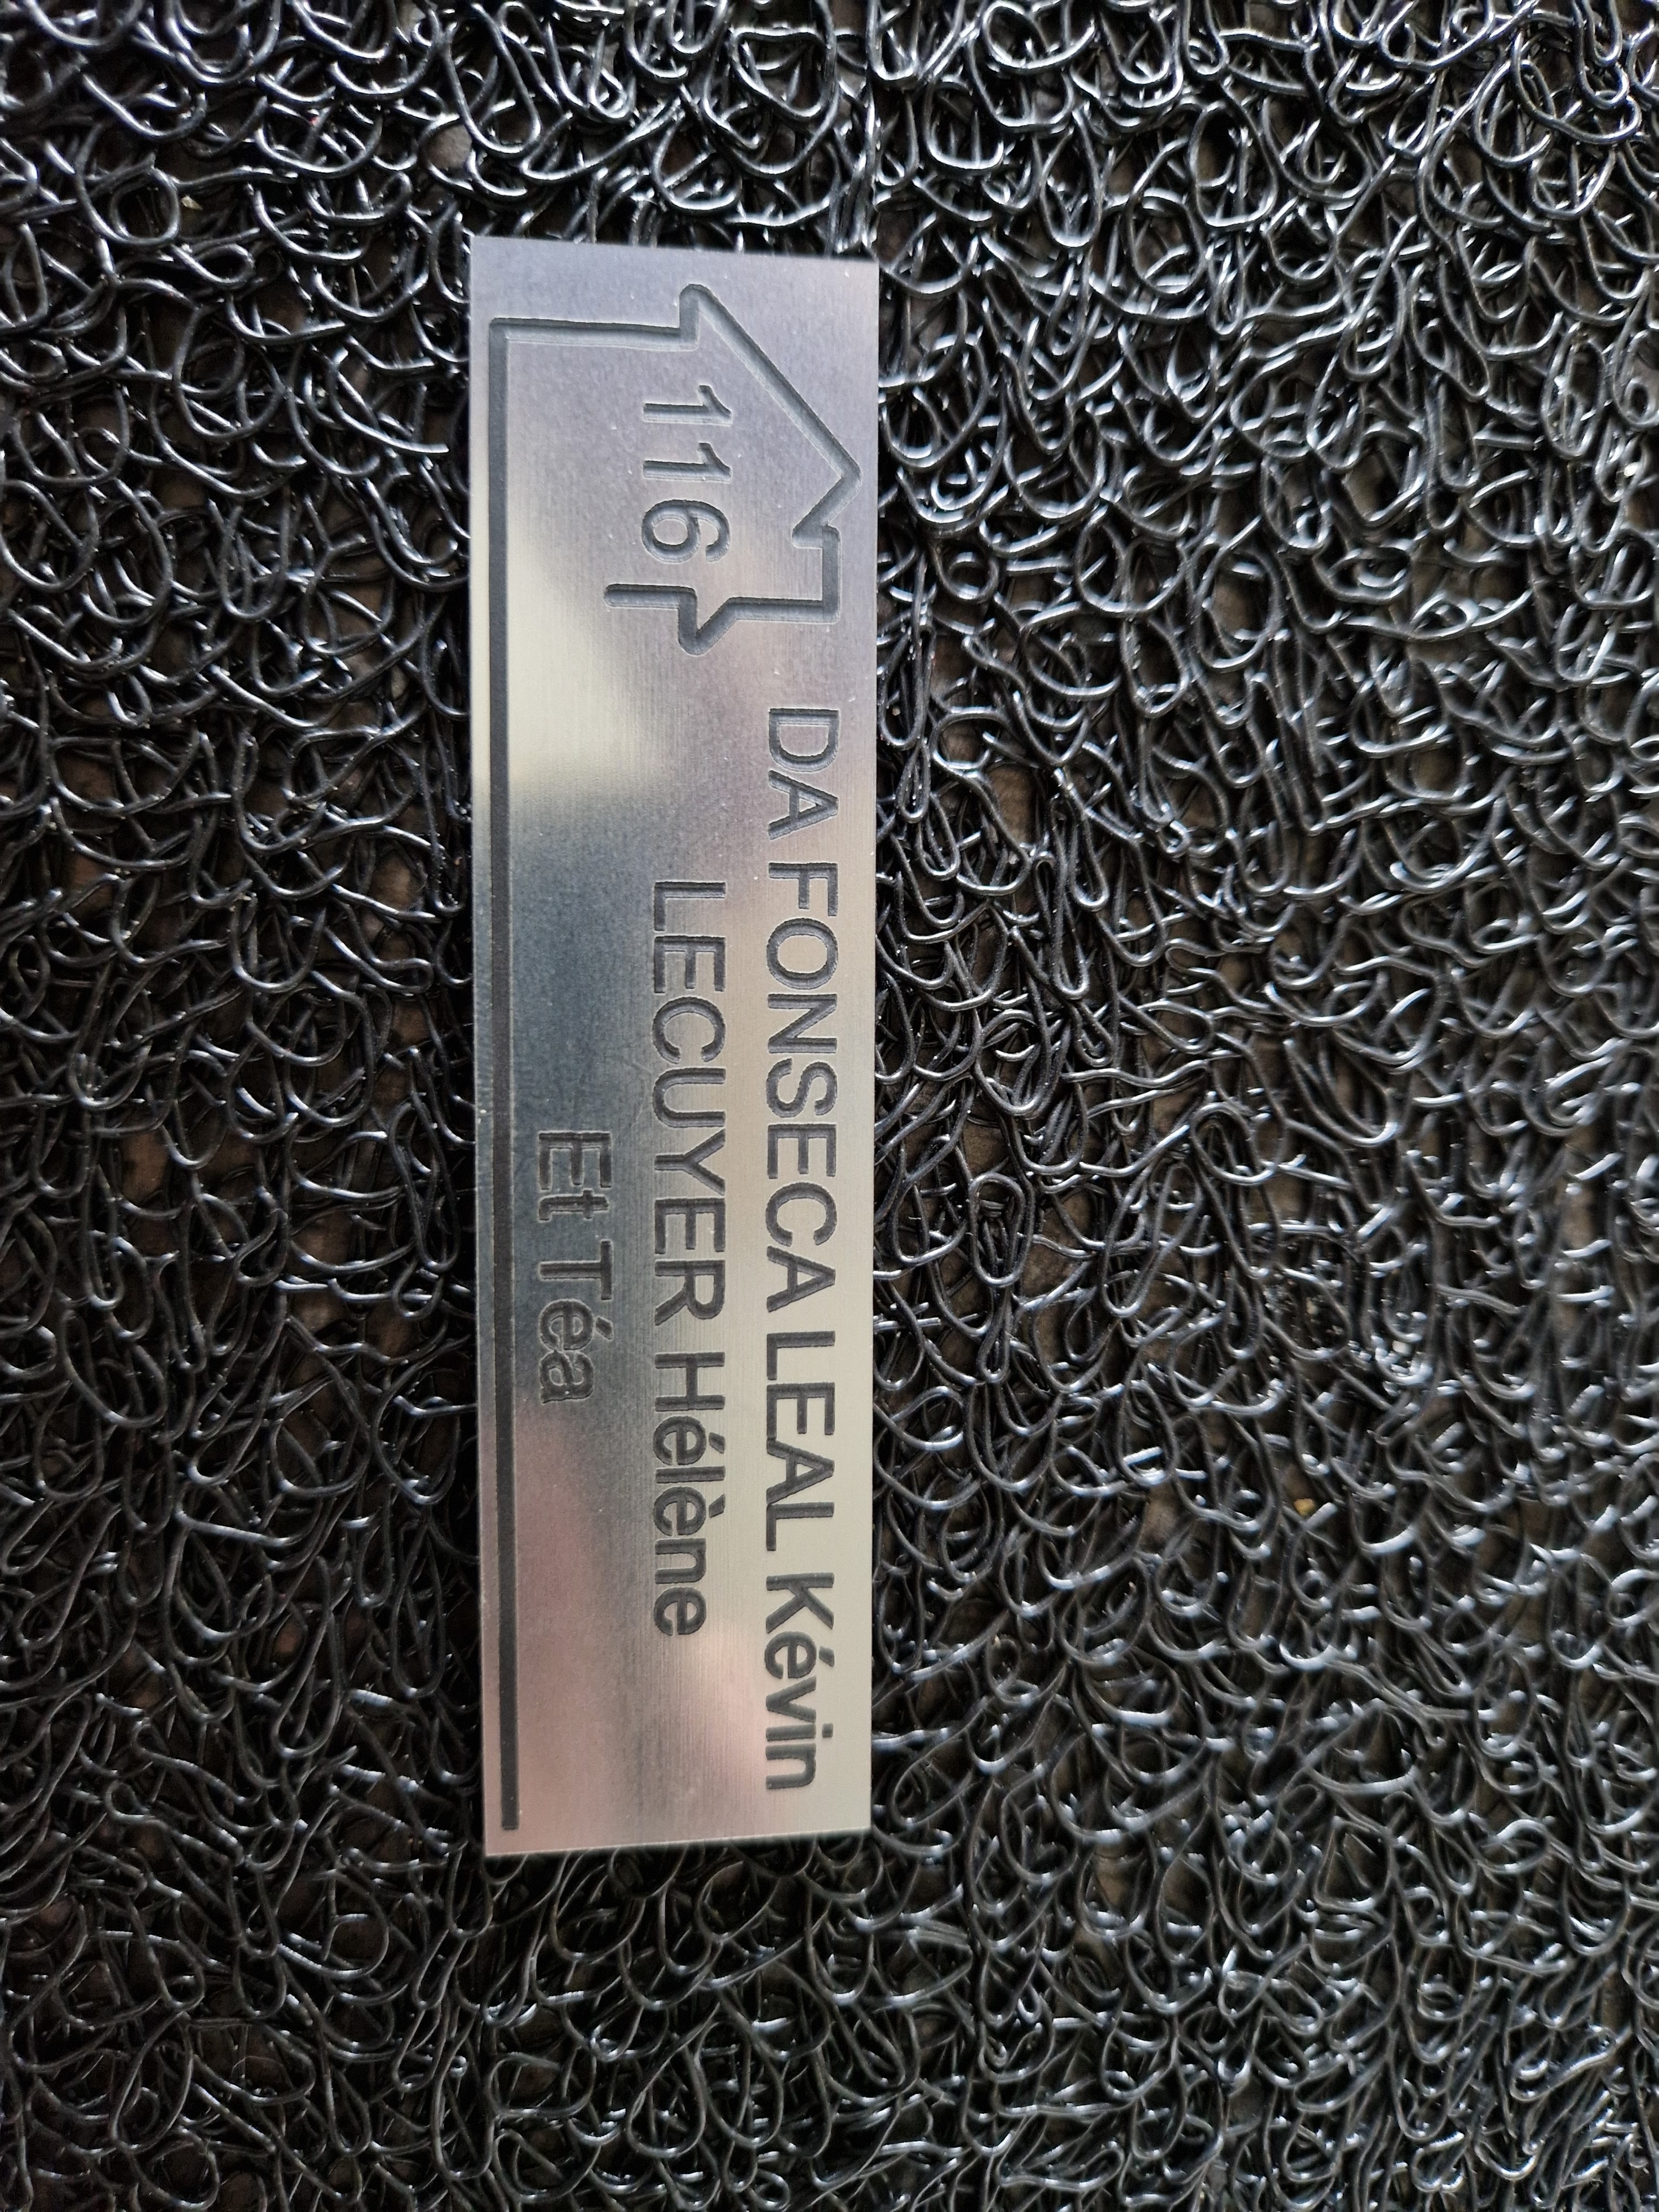 116
DA FONSECA LEAL Kévin
LECUYER Hélène
Et Téa